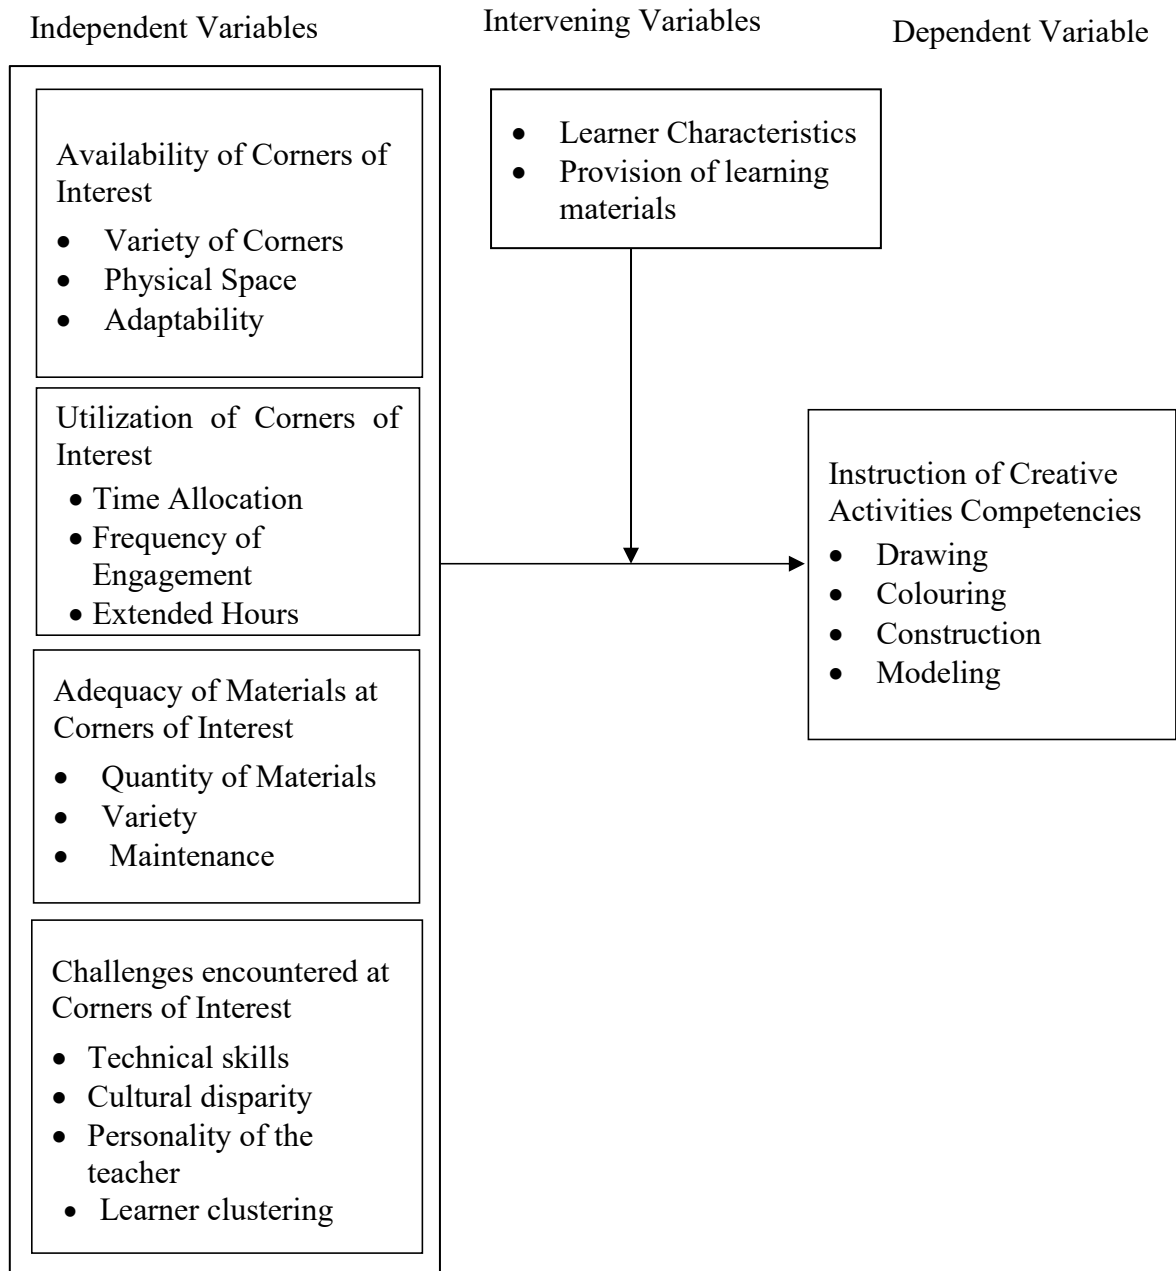 Independent Variables
Intervening Variables
Dependent Variable
Availability of Corners of
Interest
• Variety of Corners
• Physical Space
• Adaptability
Utilization of Corners of
Interest
• Time Allocation
• Frequency of
Engagement
• Extended Hours
Adequacy of Materials at
Corners of Interest
• Quantity of Materials
• Variety
• Maintenance
Challenges encountered at
Corners of Interest
• Technical skills
• Cultural disparity
• Personality of the
teacher
• Learner clustering
• Learner Characteristics
• Provision of learning
materials
Instruction of Creative
Activities Competencies
• Drawing
• Colouring
• Construction
• Modeling